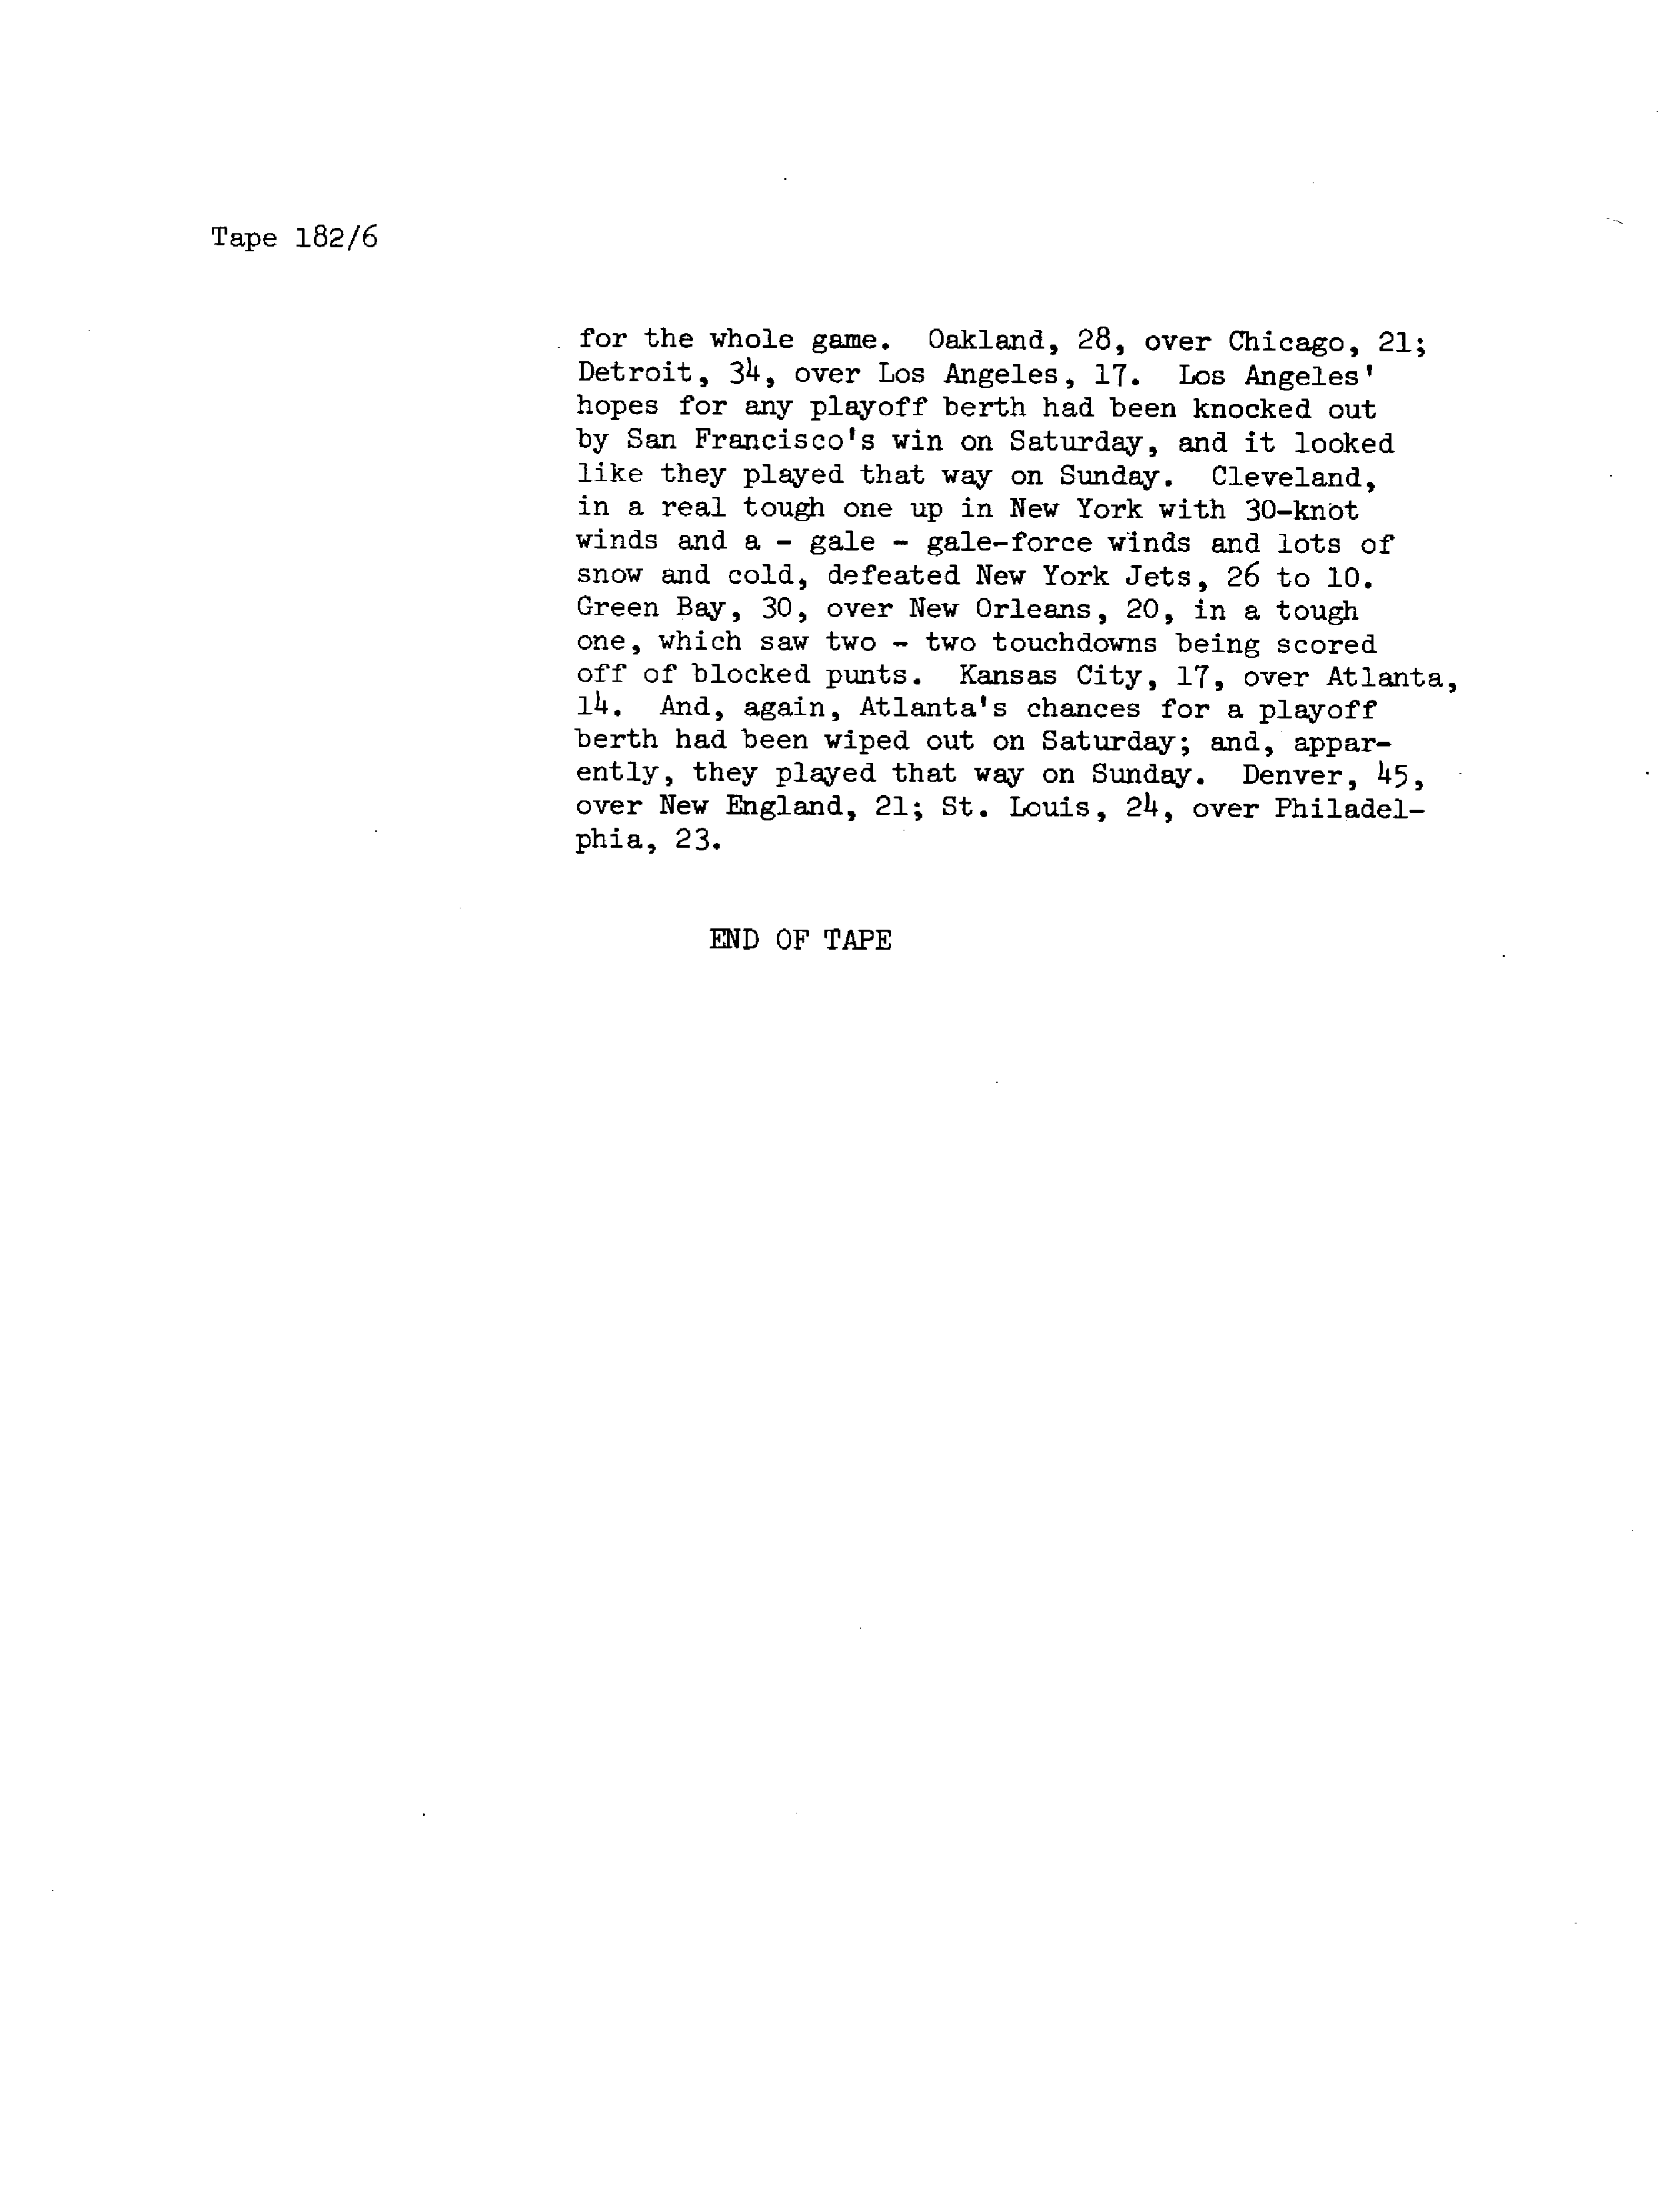 Tape 182/6
for the whole game. Oakland, 28, over Chicago, 21;
Detroit, 34, over Los Angeles, 17. Los Angeles'
hopes for any playoff berth had been knocked out
by San Francisco's win on Saturday, and it looked
like they played that way on Sunday. Cleveland,
in a real tough one up in New York with 30-knot
winds and a - gale - gale-force winds and lots of
snow and cold, defeated New York Jets, 26 to 10.
Green Bay, 30, over New Orleans, 20, in a tough
one, which saw two - two touchdowns being scored
off of blocked punts. Kansas City, 17, over Atlanta,
14. And, again, Atlanta's chances for a playoff
berth had been wiped out on Saturday; and, appar-
ently, they played that way on Sunday. Denver, 45,
over New England, 21; St. Louis, 24, over Philadel-
phia, 23.
END OF TAPE